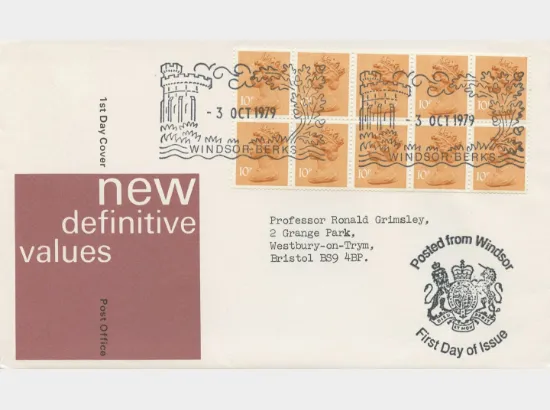 1st Day Cover
new
definitive
values
Post Office
- 3 OCT 1979
WINDSOR BERKS
- 3 OCT 1979
WINDSOR BERKS
10P
10P
10P
10P
10P
10P
10P
10P
10P
10P
Professor Ronald Grimsley,
2 Grange Park,
Westbury-on-Trym,
Bristol BS9 4BP.
Posted from Windsor
First Day of Issue